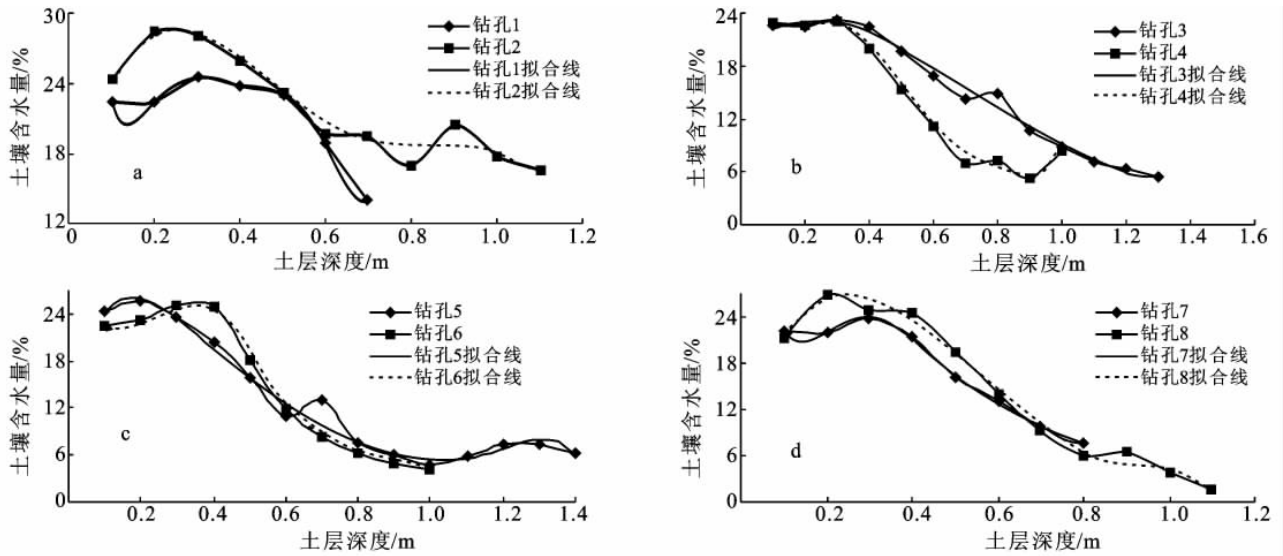 30
24
18
12
土壤含水量/%
钻孔1
钻孔2
钻孔1拟合线
钻孔2拟合线
a
0 0.2 0.4 0.6 0.8 1.0 1.2
土层深度/m
24
18
12
6
0
土壤含水量/%
钻孔3
钻孔4
钻孔3拟合线
钻孔4拟合线
b
0.2 0.4 0.6 0.8 1.0 1.2 1.4 1.6
土层深度/m
24
18
12
6
0
土壤含水量/%
钻孔5
钻孔6
钻孔5拟合线
钻孔6拟合线
c
0.2 0.4 0.6 0.8 1.0 1.2 1.4
土层深度/m
24
18
12
6
0
土壤含水量/%
钻孔7
钻孔8
钻孔7拟合线
钻孔8拟合线
d
0.2 0.4 0.6 0.8 1.0 1.2
土层深度/m